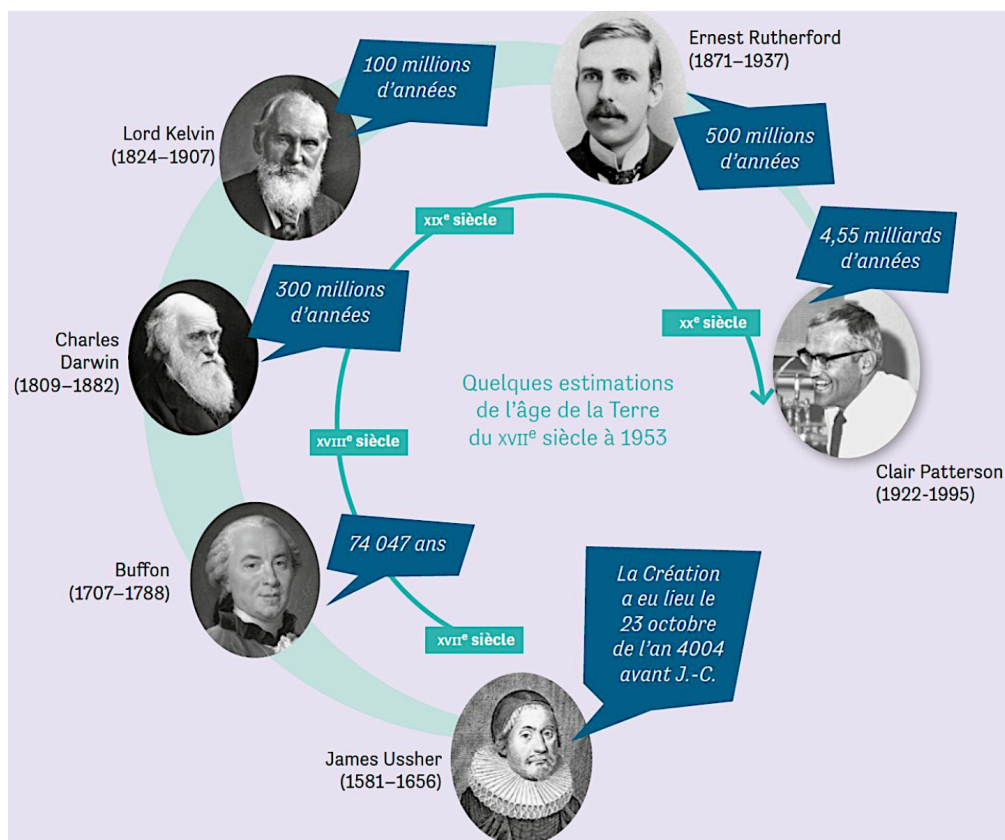 Ernest Rutherford
(1871–1937)
100 millions
d'années
Lord Kelvin
(1824–1907)
500 millions
d'années
XIXe siècle
4,55 milliards
d'années
300 millions
d'années
XXe siècle
Charles
Darwin
(1809–1882)
Quelques estimations
de l'âge de la Terre
du XVIIe siècle à 1953
XVIIIe siècle
Clair Patterson
(1922-1995)
74 047 ans
Buffon
(1707–1788)
La Création
a eu lieu le
23 octobre
de l'an 4004
avant J.-C.
XVIIe siècle
James Ussher
(1581–1656)